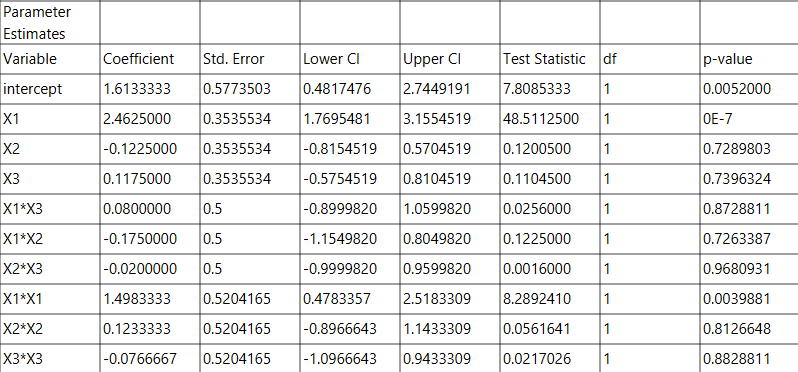 Parameter
Estimates
Variable Coefficient Std. Error Lower CI Upper CI Test Statistic df p-value
intercept 1.6133333 0.5773503 0.4817476 2.7449191 7.8085333 1 0.0052000
X1 2.4625000 0.3535534 1.7695481 3.1554519 48.5112500 1 0E-7
X2 -0.1225000 0.3535534 -0.8154519 0.5704519 0.1200500 1 0.7289803
X3 0.1175000 0.3535534 -0.5754519 0.8104519 0.1104500 1 0.7396324
X1*X3 0.0800000 0.5 -0.8999820 1.0599820 0.0256000 1 0.8728811
X1*X2 -0.1750000 0.5 -1.1549820 0.8049820 0.1225000 1 0.7263387
X2*X3 -0.0200000 0.5 -0.9999820 0.9599820 0.0016000 1 0.9680931
X1*X1 1.4983333 0.5204165 0.4783357 2.5183309 8.2892410 1 0.0039881
X2*X2 0.1233333 0.5204165 -0.8966643 1.1433309 0.0561641 1 0.8126648
X3*X3 -0.0766667 0.5204165 -1.0966643 0.9433309 0.0217026 1 0.8828811